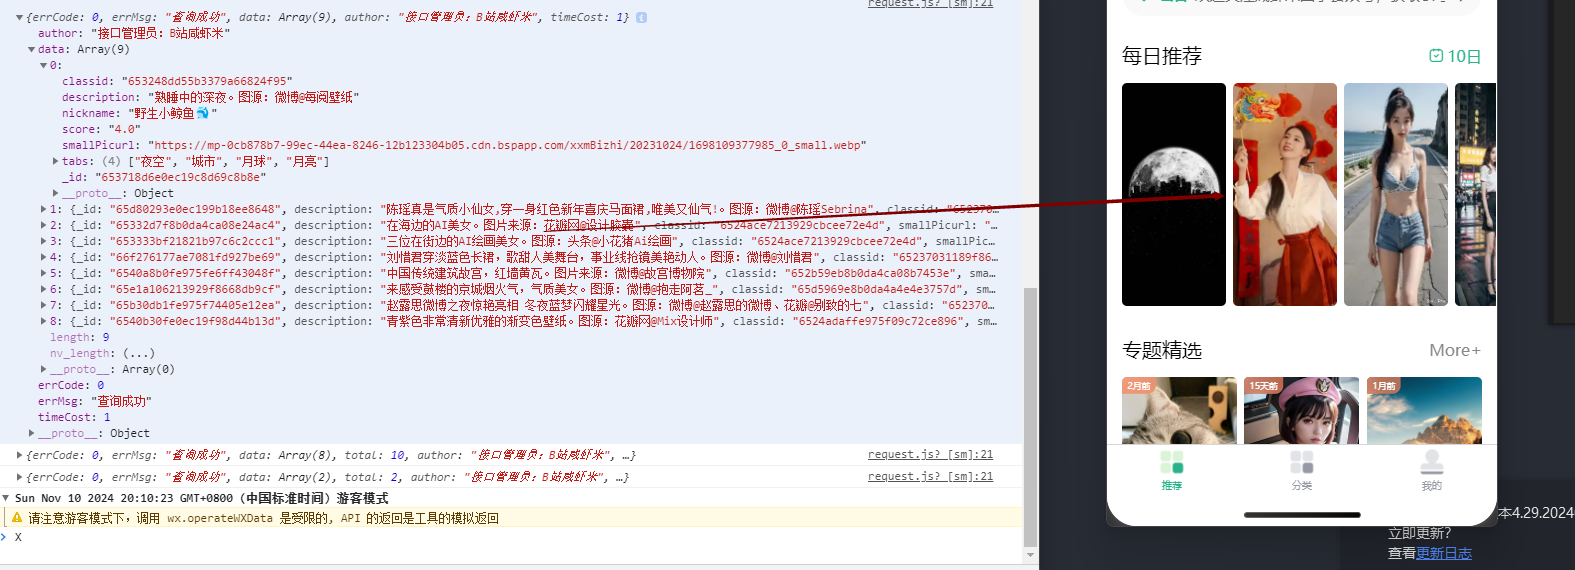 request.js? [sm]:21
{errCode: 0, errMsg: "查询成功", data: Array(9), author: "接口管理员: B站咸虾米", timeCost: 1}
author: "接口管理员: B站咸虾米"
data: Array(9)
0:
classid: "653248dd55b3379a66824f95"
description: "熟睡中的深夜。图源：微博@每阅壁纸"
nickname: "野生小鲸鱼🐳"
score: "4.0"
smallPicurl: "https://mp-0cb878b7-99ec-44ea-8246-12b123304b05.cdn.bspapp.com/xxmBizhi/20231024/1698109377985_0_small.webp"
tabs: (4) ["夜空", "城市", "月球", "月亮"]
_id: "653718d6e0ec19c8d69c8b8e"
__proto__: Object
1: {_id: "65d80293e0ec199b18ee8648", description: "陈瑶真是气质小仙女,穿一身红色新年喜庆马面裙,唯美又仙气!。图源：微博@陈瑶Sebrina", classid: "652370…
2: {_id: "65332d7f8b0da4ca08e24ac4", description: "在海边的AI美女。图片来源：花瓣网@设计胶囊", classid: "6524ace7213929cbcee72e4d", smallPicurl: "…
3: {_id: "653333bf21821b97c6c2ccc1", description: "三位在街边的AI绘画美女。图源：头条@小花猪Ai绘画", classid: "6524ace7213929cbcee72e4d", smallPic…
4: {_id: "66f276177ae7081fd927be69", description: "刘惜君穿淡蓝色长裙，歌甜人美舞台，事业线抢镜美艳动人。图源：微博@刘惜君", classid: "65237031189f86…
5: {_id: "6540a8b0fe975fe6ff43048f", description: "中国传统建筑故宫，红墙黄瓦。图片来源：微博@故宫博物院", classid: "652b59eb8b0da4ca08b7453e", sma…
6: {_id: "65e1a106213929f8668db9cf", description: "来感受鼓楼的京城烟火气，气质美女。图源：微博@抱走阿茗_", classid: "65d5969e8b0da4a4e4e3757d", sm…
7: {_id: "65b30db1fe975f74405e12ea", description: "赵露思微博之夜惊艳亮相 冬夜蓝梦闪耀星光。图源：微博@赵露思的微博、花瓣@别致的七", classid: "652370…
8: {_id: "6540b30fe0ec19f98d44b13d", description: "青紫色非常清新优雅的渐变色壁纸。图源：花瓣网@Mix设计师", classid: "6524adaffe975f09c72ce896", sm…
length: 9
nv_length: (...)
__proto__: Array(0)
errCode: 0
errMsg: "查询成功"
timeCost: 1
__proto__: Object
{errCode: 0, errMsg: "查询成功", data: Array(8), total: 10, author: "接口管理员: B站咸虾米", …}
request.js? [sm]:21
{errCode: 0, errMsg: "查询成功", data: Array(2), total: 2, author: "接口管理员: B站咸虾米", …}
request.js? [sm]:21
Sun Nov 10 2024 20:10:23 GMT+0800 (中国标准时间) 游客模式
请注意游客模式下，调用 wx.operateWXData 是受限的, API 的返回是工具的模拟返回
X
每日推荐
10日
专题精选
More+
2月前
15天前
1月前
推荐
分类
我的
本4.29.2024
立即更新?
查看更新日志